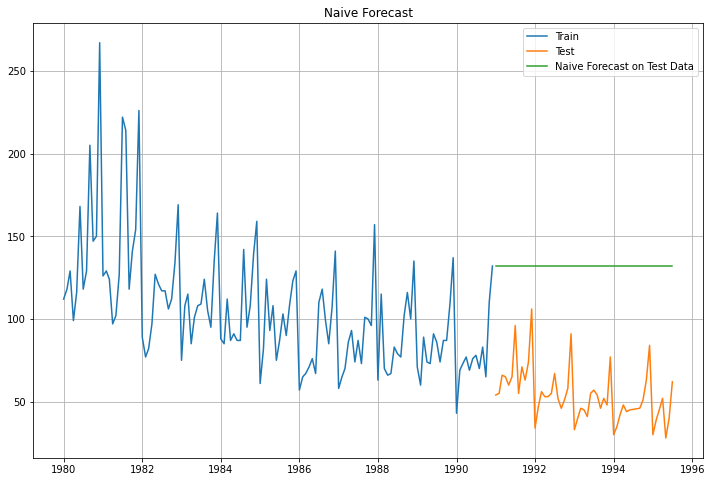 Naive Forecast
Train
Test
Naive Forecast on Test Data
250
200
150
100
50
1980 1982 1984 1986 1988 1990 1992 1994 1996